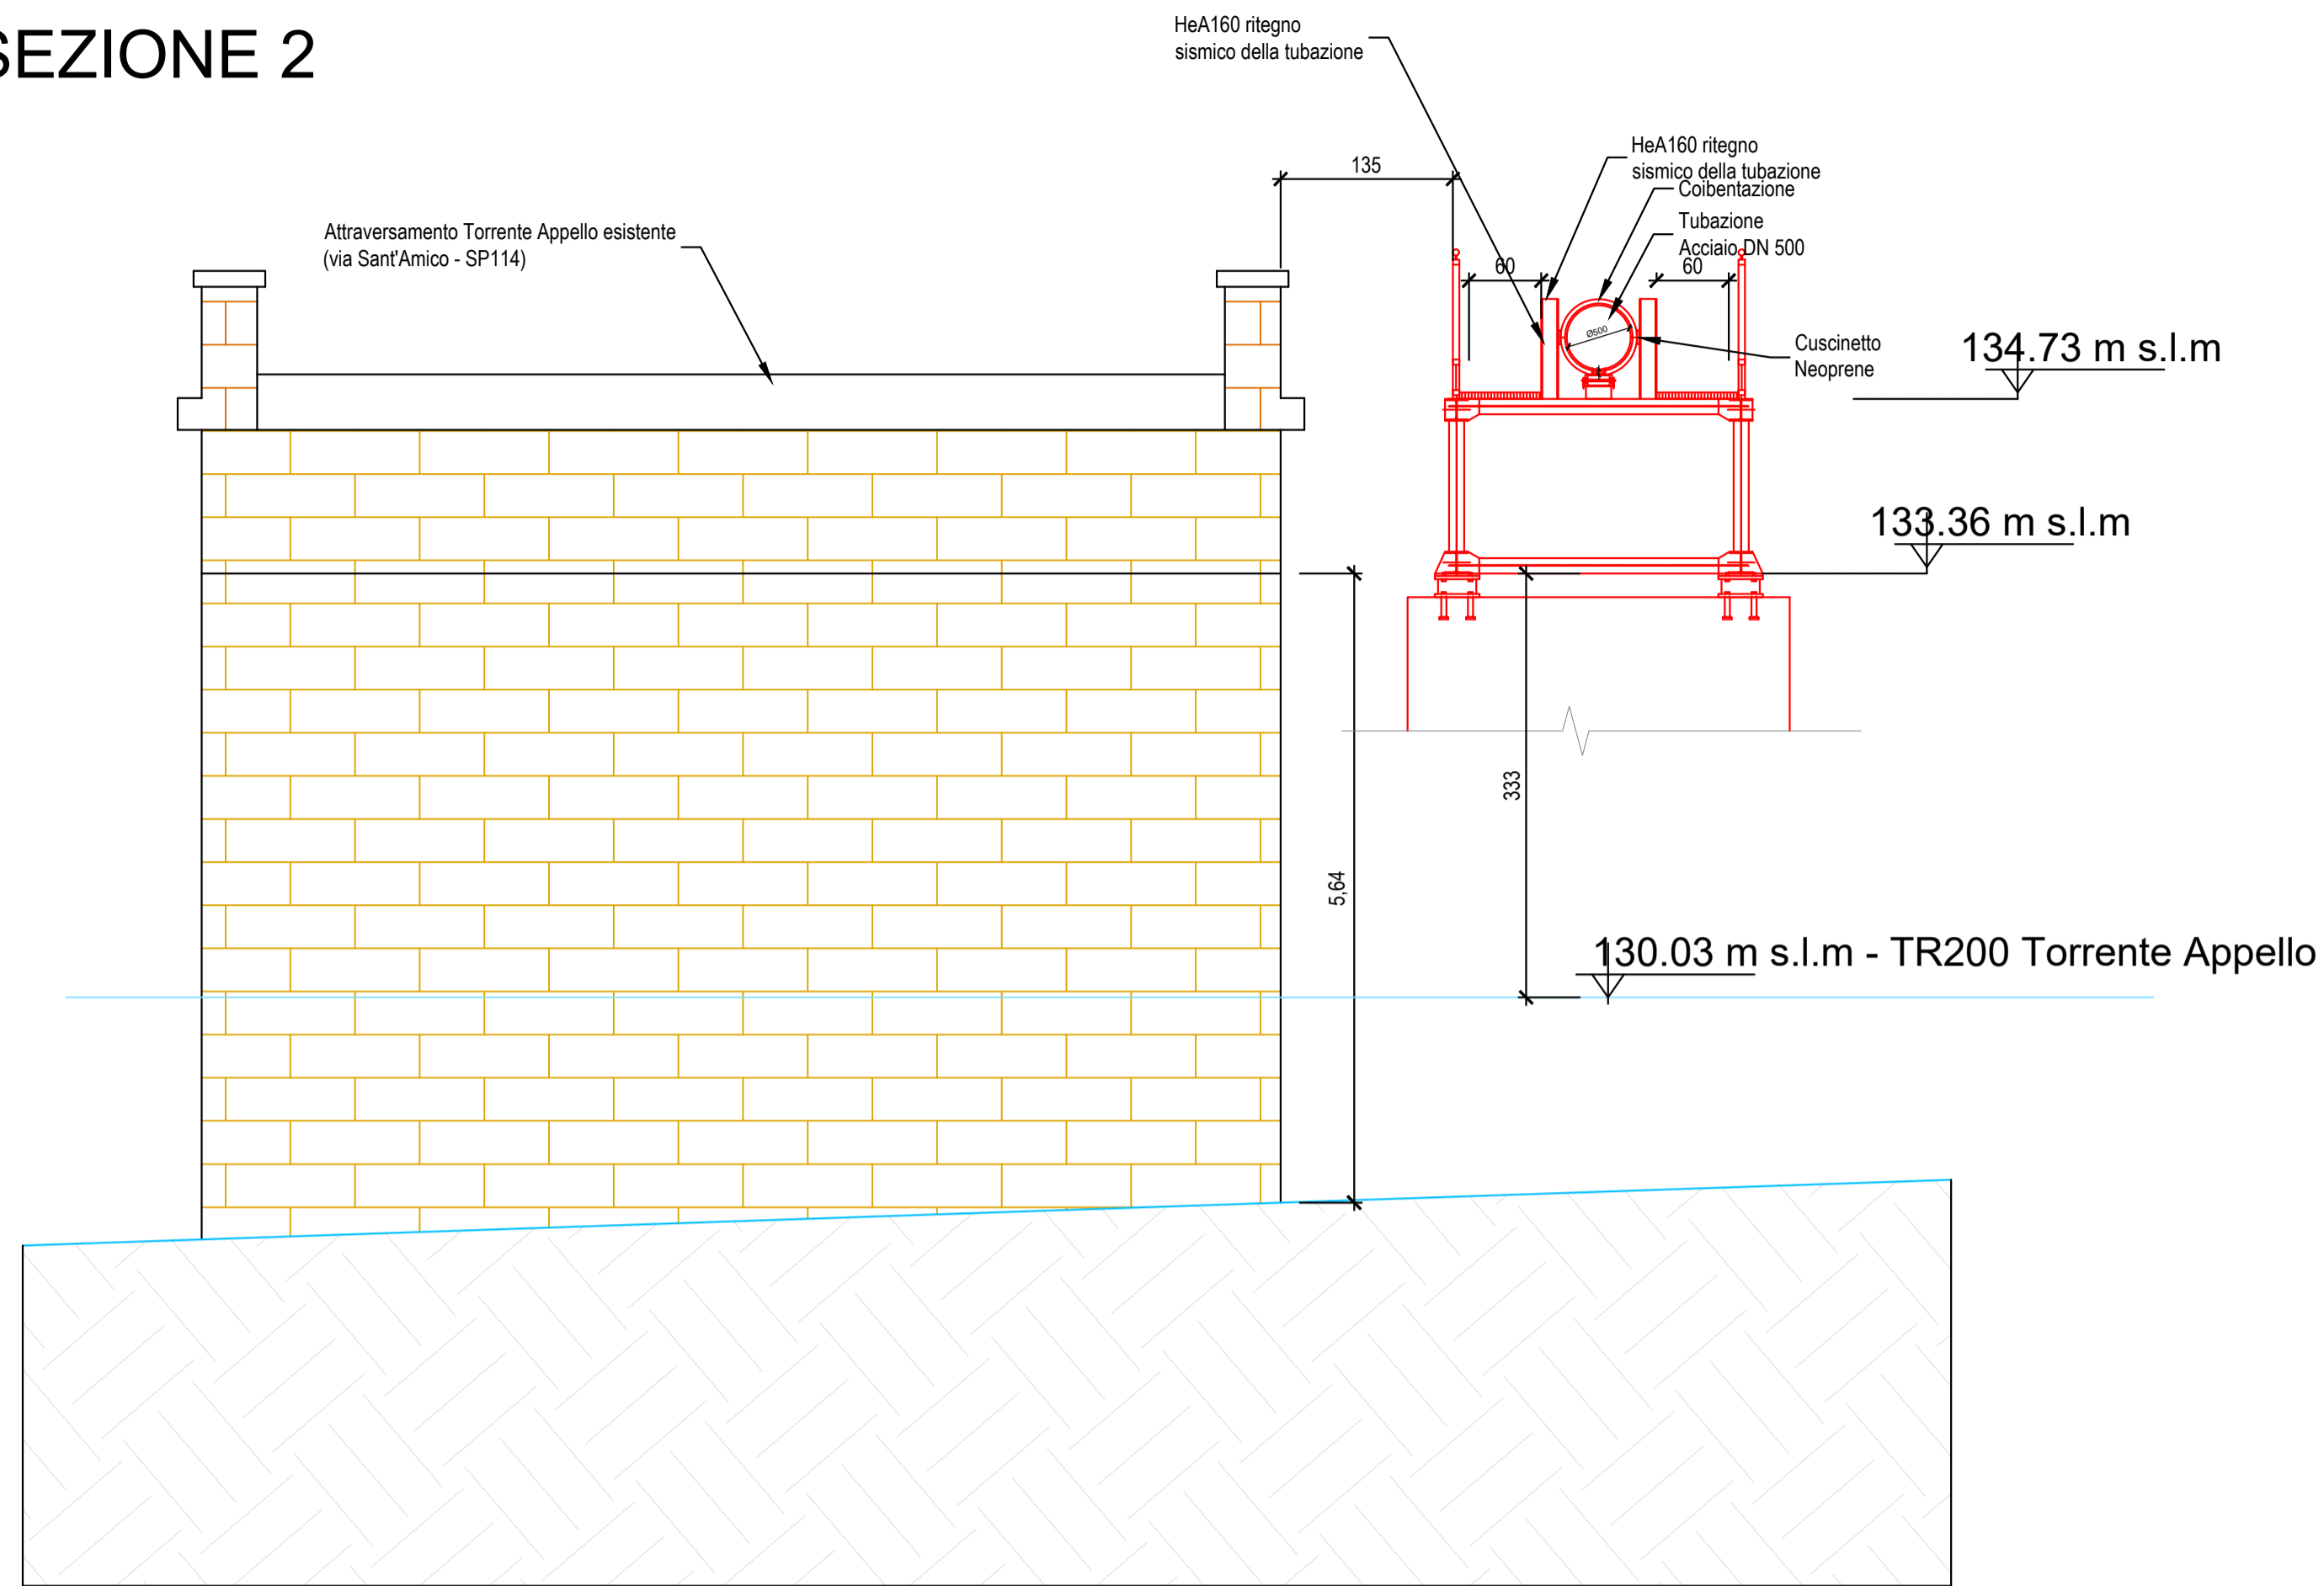 SEZIONE 2
HeA160 ritegno
sismico della tubazione
HeA160 ritegno
sismico della tubazione
Coibentazione
Tubazione
Acciaio DN 500
135
60
60
Ø500
Attraversamento Torrente Appello esistente
(via Sant'Amico - SP114)
Cuscinetto
Neoprene
134.73 m s.l.m
133.36 m s.l.m
333
5,64
130.03 m s.l.m - TR200 Torrente Appello